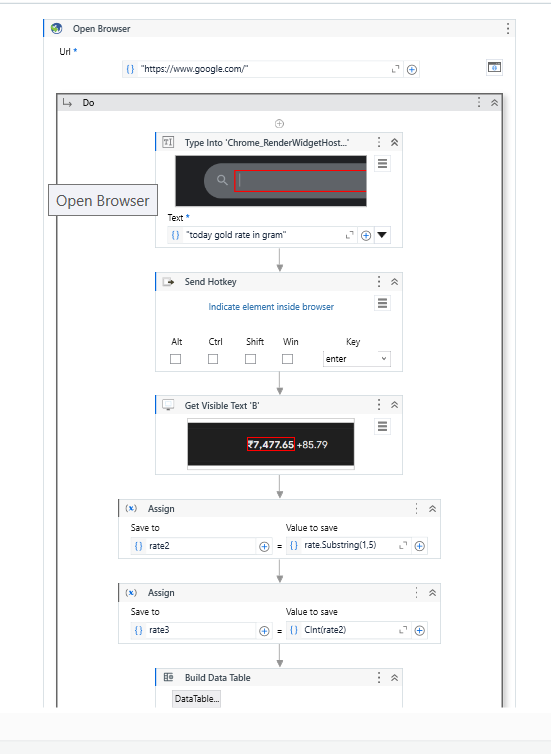 Open Browser
Url *
"https://www.google.com/"
Do
Type Into 'Chrome_RenderWidgetHost...'
Open Browser
Text *
"today gold rate in gram"
Send Hotkey
Indicate element inside browser
Alt Ctrl Shift Win Key
enter
Get Visible Text 'B'
₹7,477.65 +85.79
Assign
Save to Value to save
rate2 = rate.Substring(1,5)
Assign
Save to Value to save
rate3 = CInt(rate2)
Build Data Table
DataTable...